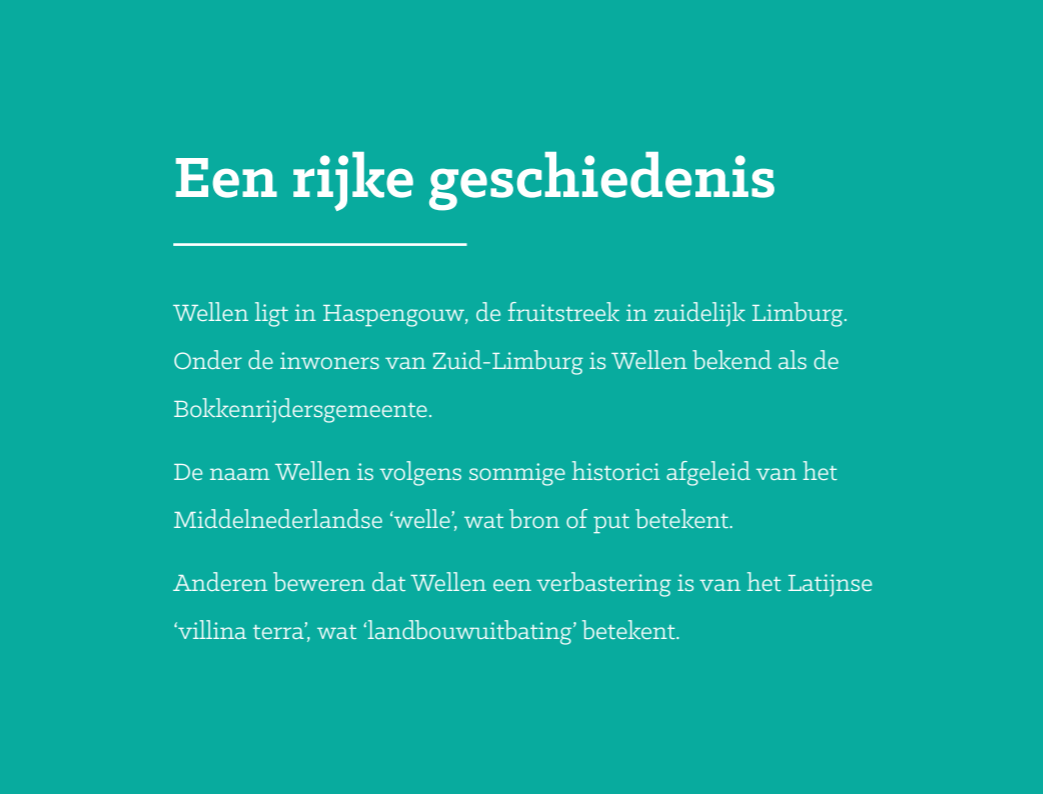 Een rijke geschiedenis
Wellen ligt in Haspengouw, de fruitstreek in zuidelijk Limburg.
Onder de inwoners van Zuid-Limburg is Wellen bekend als de
Bokkenrijdersgemeente.
De naam Wellen is volgens sommige historici afgeleid van het
Middelnederlandse ‘welle’, wat bron of put betekent.
Anderen beweren dat Wellen een verbastering is van het Latijnse
‘villina terra’, wat ‘landbouwuitbating’ betekent.